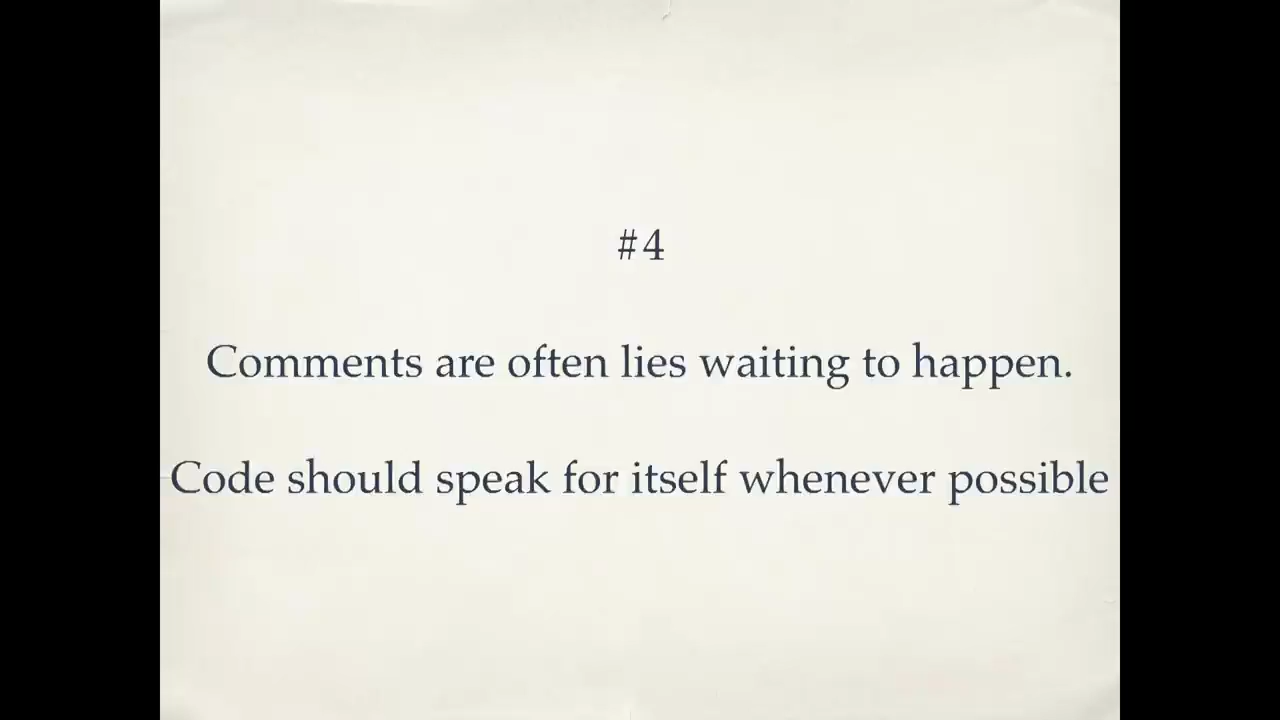 #4
Comments are often lies waiting to happen.
Code should speak for itself whenever possible